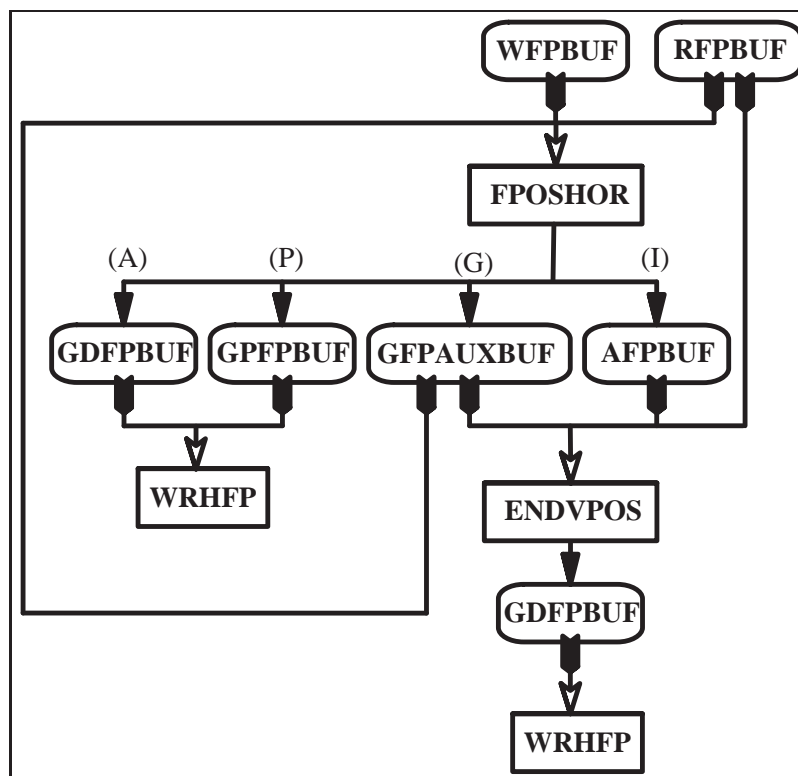 WFPBUF RFPBUF
FPOSHOR
(A) (P) (G) (I)
GDFPBUF GPFPBUF GFPAUXBUF AFPBUF
WRHFP ENDVPOS
GDFPBUF
WRHFP